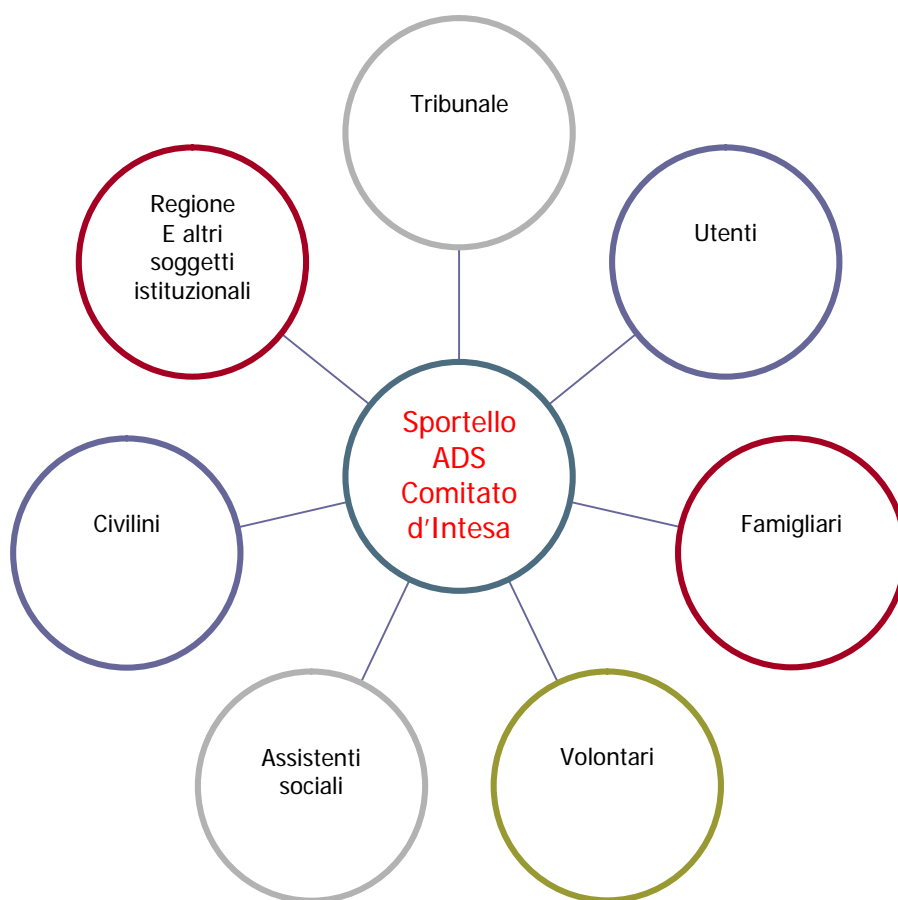 Tribunale
Regione
E altri
soggetti
istituzionali
Utenti
Sportello
ADS
Comitato
d'Intesa
Civilini
Famigliari
Assistenti
sociali
Volontari